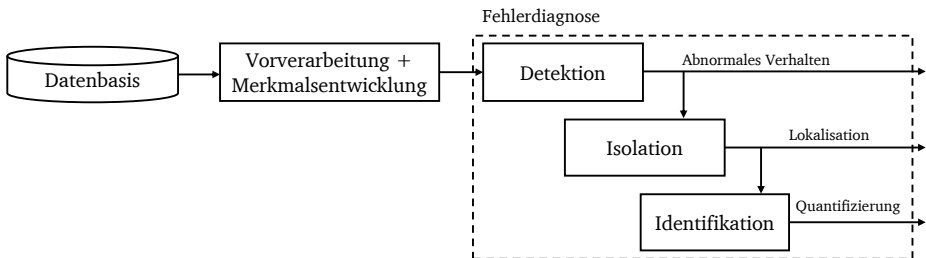 Fehlerdiagnose
Datenbasis
Vorverarbeitung +
Merkmalsentwicklung
Detektion
Abnormales Verhalten
Isolation
Lokalisation
Identifikation
Quantifizierung